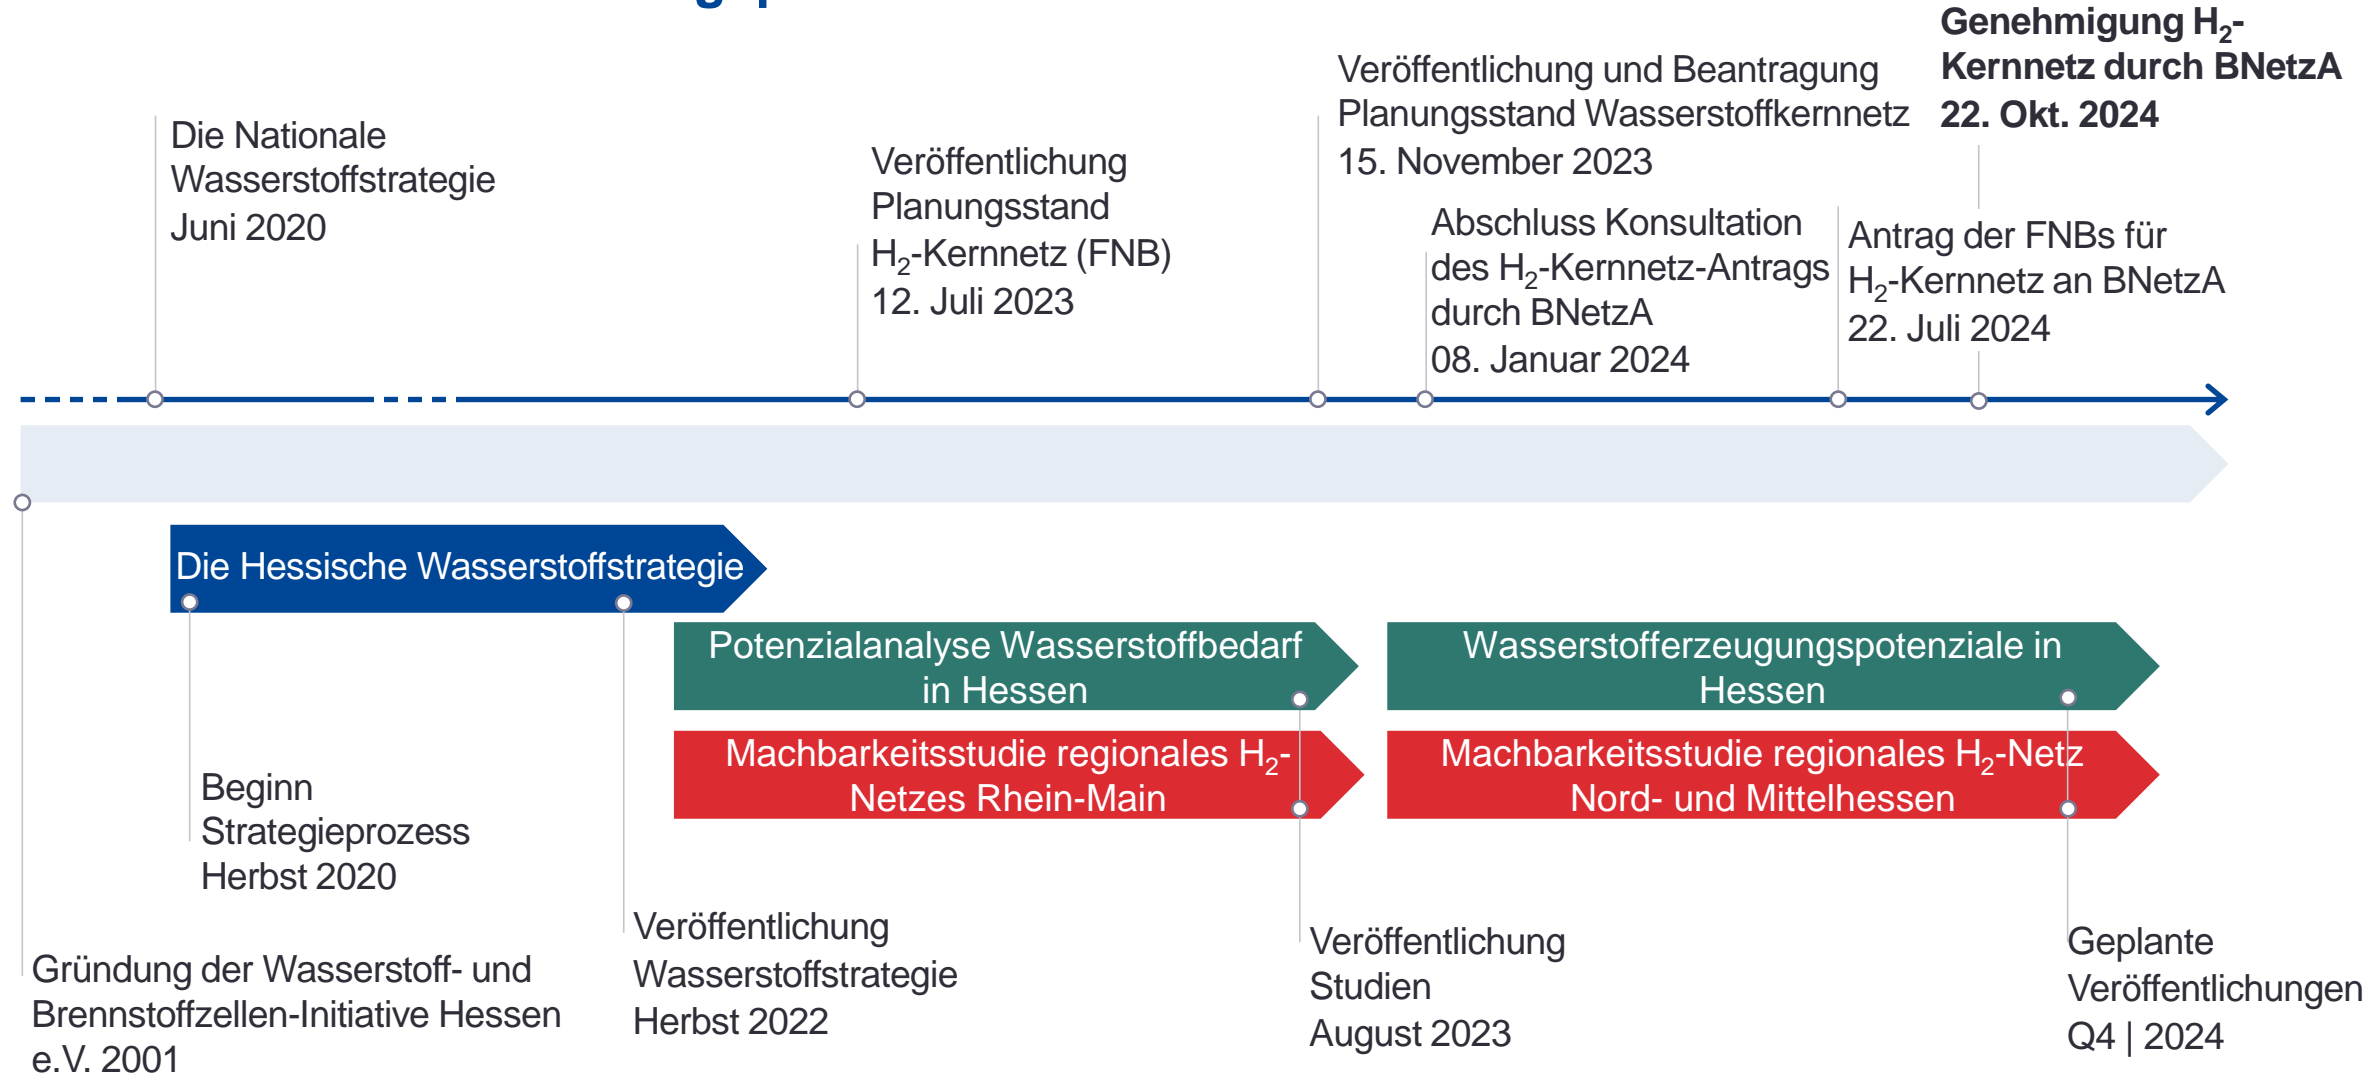 Die Nationale
Wasserstoffstrategie
Juni 2020
Veröffentlichung
Planungsstand
H₂-Kernnetz (FNB)
12. Juli 2023
Veröffentlichung und Beantragung
Planungsstand Wasserstoffkernnetz
15. November 2023
Abschluss Konsultation
des H₂-Kernnetz-Antrags
durch BNetzA
08. Januar 2024
Genehmigung H₂-
Kernnetz durch BNetzA
22. Okt. 2024
Antrag der FNBs für
H₂-Kernnetz an BNetzA
22. Juli 2024
Die Hessische Wasserstoffstrategie
Potenzialanalyse Wasserstoffbedarf
in Hessen
Wasserstofferzeugungspotenziale in
Hessen
Machbarkeitsstudie regionales H₂-
Netzes Rhein-Main
Machbarkeitsstudie regionales H₂-Netz
Nord- und Mittelhessen
Beginn
Strategieprozess
Herbst 2020
Gründung der Wasserstoff- und
Brennstoffzellen-Initiative Hessen
e.V. 2001
Veröffentlichung
Wasserstoffstrategie
Herbst 2022
Veröffentlichung
Studien
August 2023
Geplante
Veröffentlichungen
Q4 | 2024